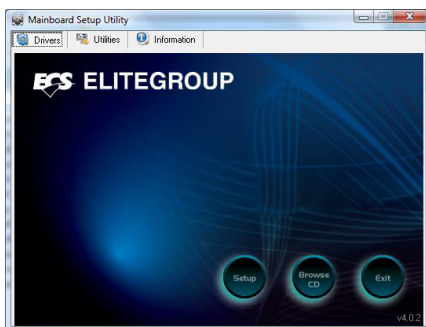 Mainboard Setup Utility
Drivers Utilities Information
ECS ELITEGROUP
Setup Browse CD Exit
v4.0.2